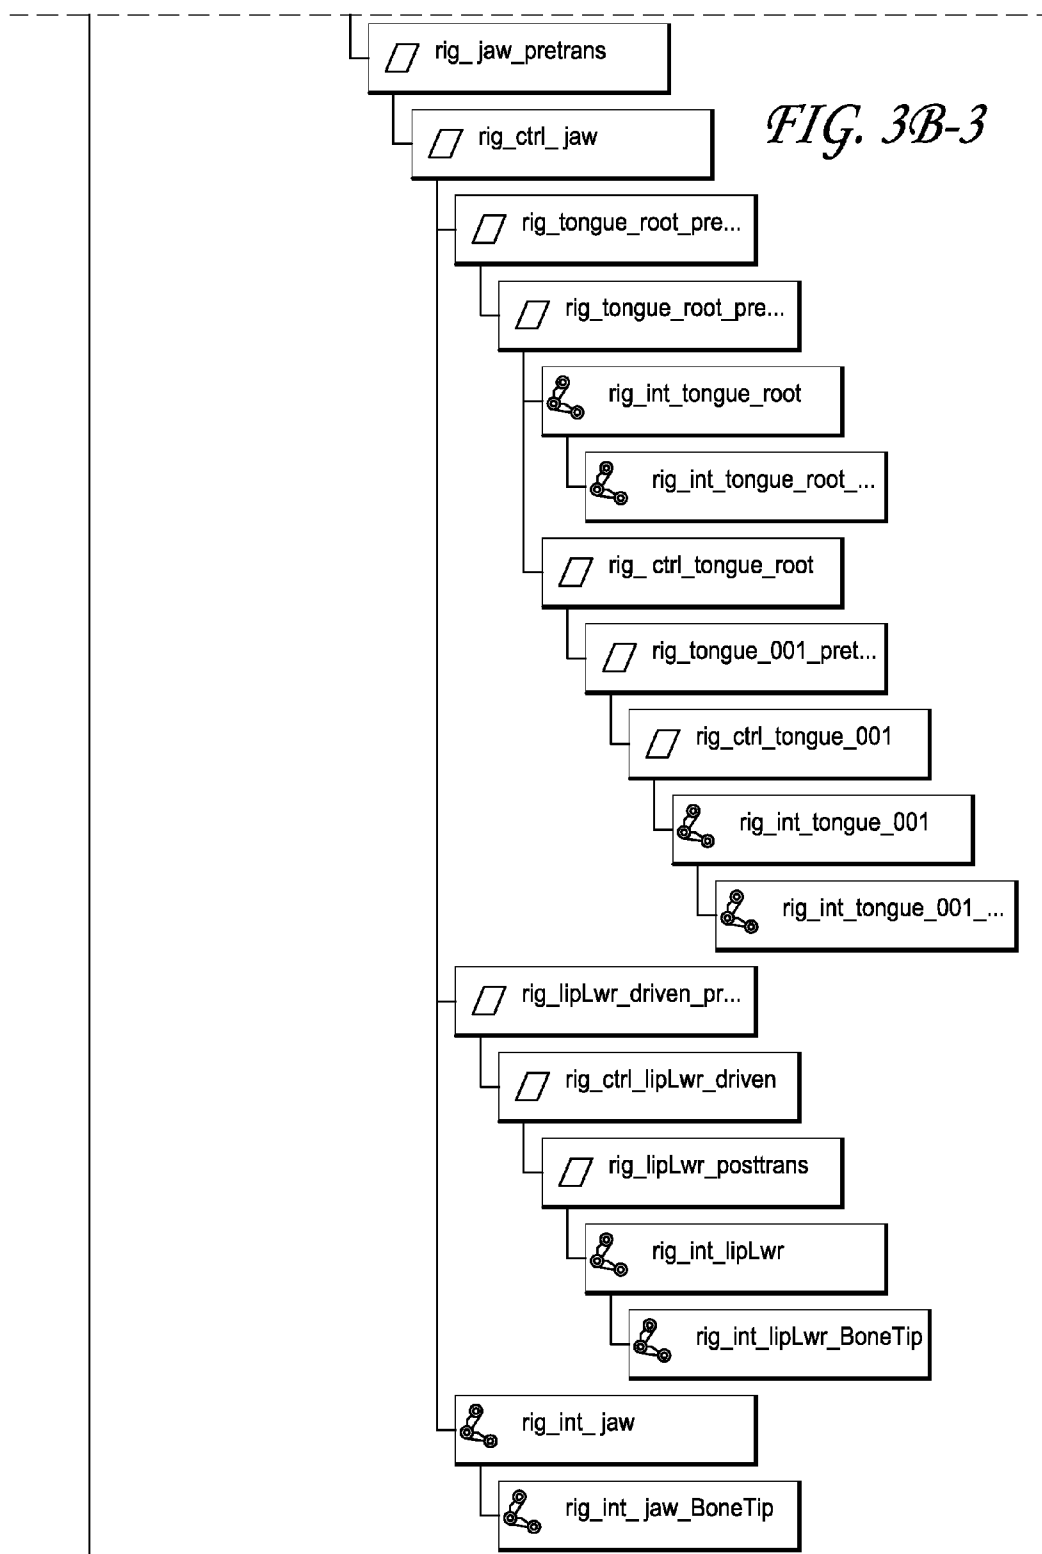 rig_ jaw_pretrans
rig_ctrl_ jaw
FIG. 3B-3
rig_tongue_root_pre...
rig_tongue_root_pre...
rig_int_tongue_root
rig_int_tongue_root_...
rig_ ctrl_tongue_root
rig_tongue_001_pret...
rig_ctrl_tongue_001
rig_int_tongue_001
rig_int_tongue_001_...
rig_lipLwr_driven_pr...
rig_ctrl_lipLwr_driven
rig_lipLwr_posttrans
rig_int_lipLwr
rig_int_lipLwr_BoneTip
rig_int_ jaw
rig_int_ jaw_BoneTip